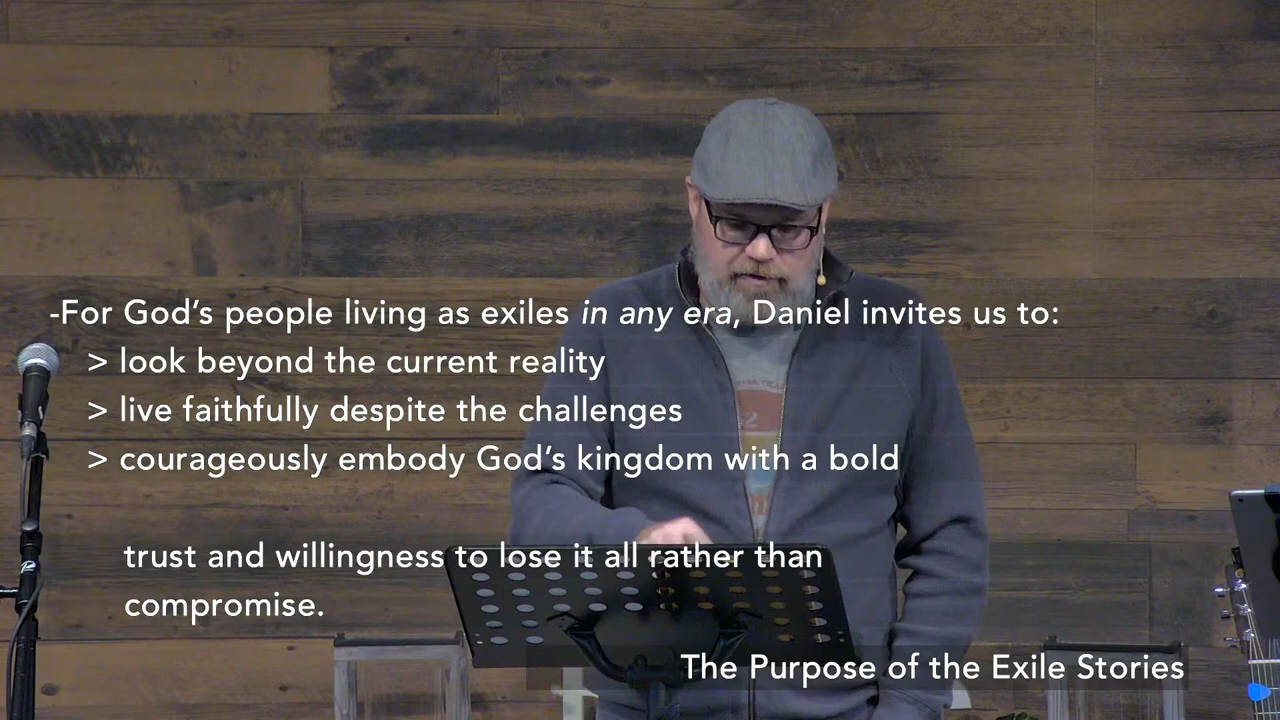 -For God's people living as exiles in any era, Daniel invites us to:
> look beyond the current reality
> live faithfully despite the challenges
> courageously embody God's kingdom with a bold
trust and willingness to lose it all rather than
compromise.
The Purpose of the Exile Stories